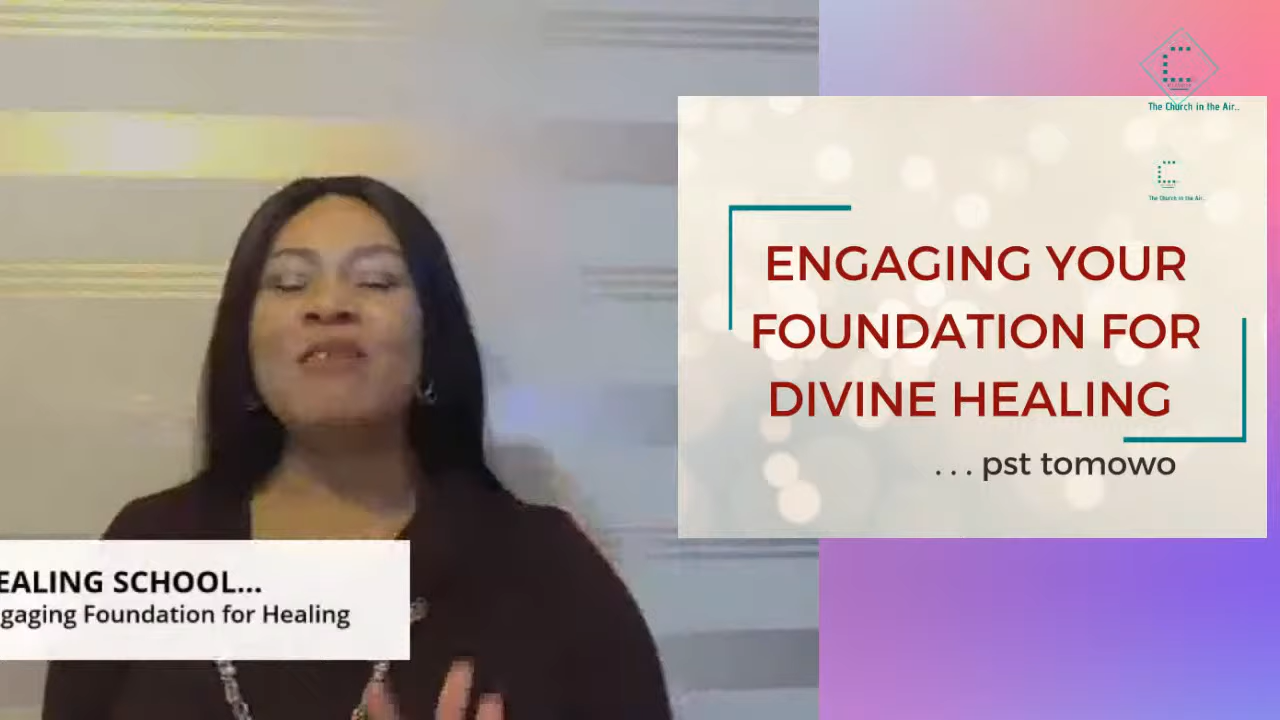 The Church in the Air..
The Church in the Air..
ENGAGING YOUR
FOUNDATION FOR
DIVINE HEALING
. . . pst tomowo
EALING SCHOOL...
gaging Foundation for Healing